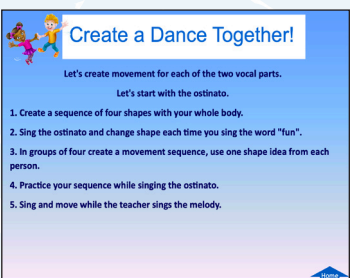 Create a Dance Together!
Let's create movement for each of the two vocal parts.
Let's start with the ostinato.
1. Create a sequence of four shapes with your whole body.
2. Sing the ostinato and change shape each time you sing the word "fun".
3. In groups of four create a movement sequence, use one shape idea from each
person.
4. Practice your sequence while singing the ostinato.
5. Sing and move while the teacher sings the melody.
Home